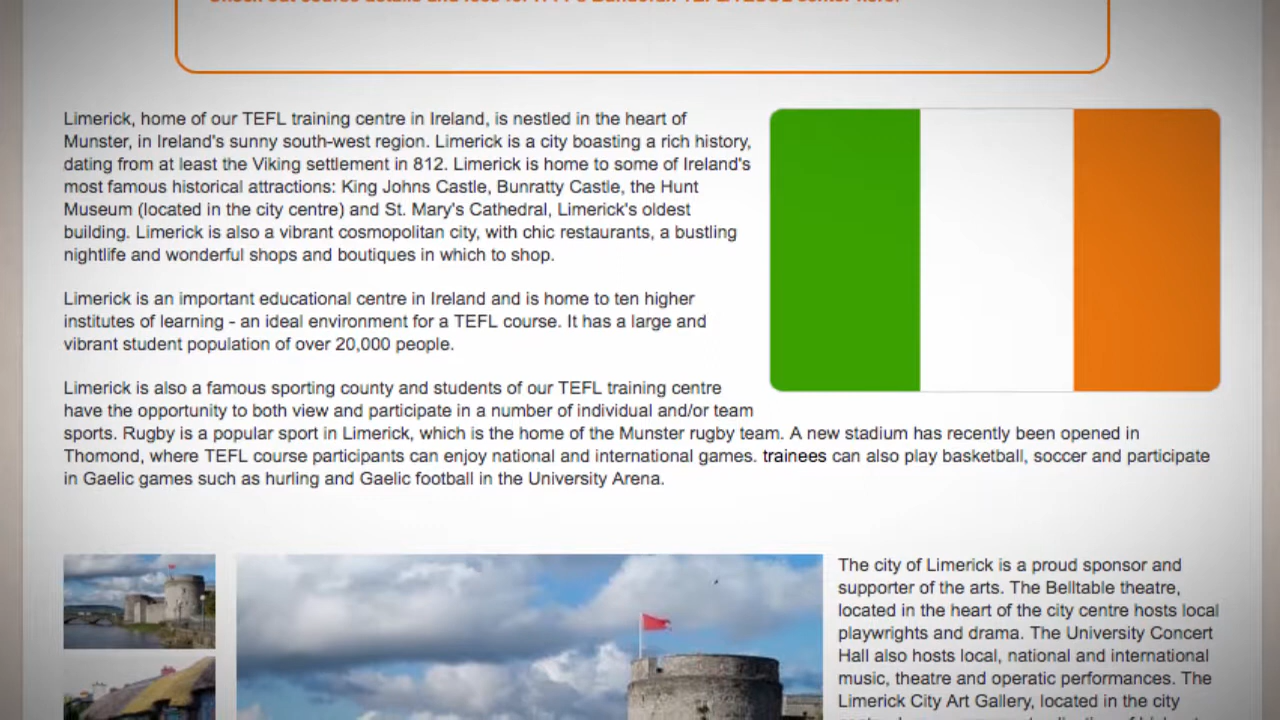 Limerick, home of our TEFL training centre in Ireland, is nestled in the heart of
Munster, in Ireland's sunny south-west region. Limerick is a city boasting a rich history,
dating from at least the Viking settlement in 812. Limerick is home to some of Ireland's
most famous historical attractions: King Johns Castle, Bunratty Castle, the Hunt
Museum (located in the city centre) and St. Mary's Cathedral, Limerick's oldest
building. Limerick is also a vibrant cosmopolitan city, with chic restaurants, a bustling
nightlife and wonderful shops and boutiques in which to shop.
Limerick is an important educational centre in Ireland and is home to ten higher
institutes of learning - an ideal environment for a TEFL course. It has a large and
vibrant student population of over 20,000 people.
Limerick is also a famous sporting county and students of our TEFL training centre
have the opportunity to both view and participate in a number of individual and/or team
sports. Rugby is a popular sport in Limerick, which is the home of the Munster rugby team. A new stadium has recently been opened in
Thomond, where TEFL course participants can enjoy national and international games. trainees can also play basketball, soccer and participate
in Gaelic games such as hurling and Gaelic football in the University Arena.
The city of Limerick is a proud sponsor and
supporter of the arts. The Belltable theatre,
located in the heart of the city centre hosts local
playwrights and drama. The University Concert
Hall also hosts local, national and international
music, theatre and operatic performances. The
Limerick City Art Gallery, located in the city